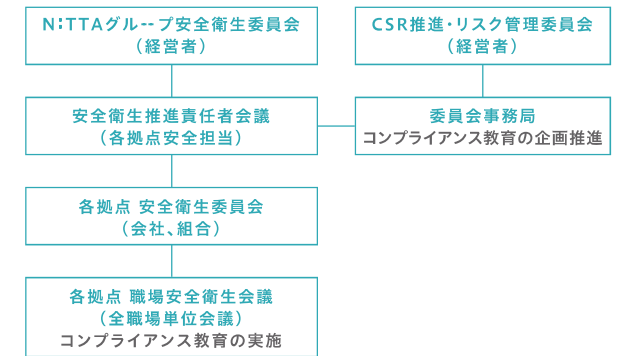 NITTAグループ安全衛生委員会
（経営者）
CSR推進・リスク管理委員会
（経営者）
安全衛生推進責任者会議
（各拠点安全担当）
委員会事務局
コンプライアンス教育の企画推進
各拠点 安全衛生委員会
（会社、組合）
各拠点 職場安全衛生会議
（全職場単位会議）
コンプライアンス教育の実施